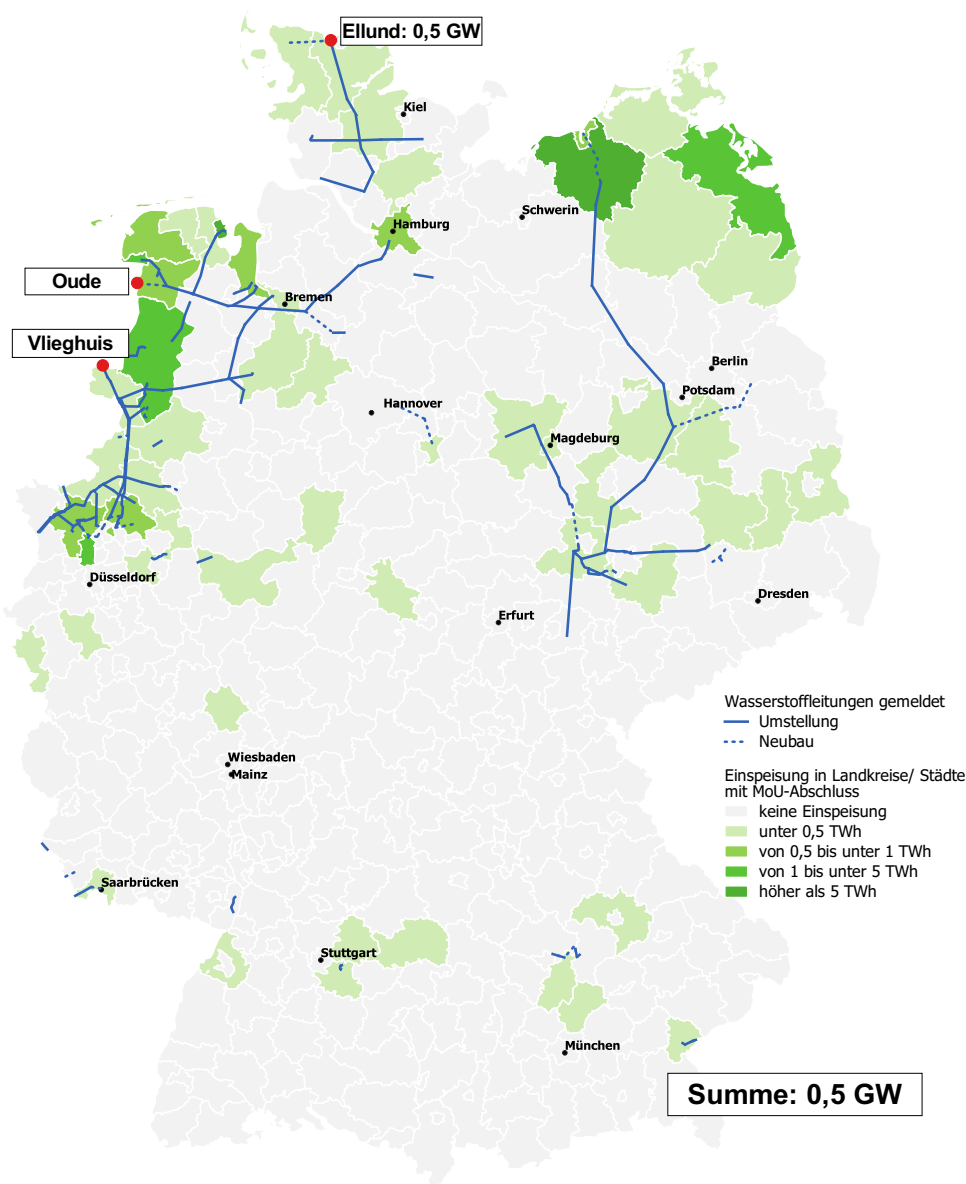 Ellund: 0,5 GW
Kiel
Schwerin
Hamburg
Oude
Bremen
Vlieghuis
Berlin
Potsdam
Hannover
Magdeburg
Düsseldorf
Dresden
Erfurt
Wasserstoffleitungen gemeldet
Umstellung
Neubau
Wiesbaden
Mainz
Einspeisung in Landkreise/ Städte
mit MoU-Abschluss
keine Einspeisung
unter 0,5 TWh
von 0,5 bis unter 1 TWh
von 1 bis unter 5 TWh
höher als 5 TWh
Saarbrücken
Stuttgart
München
Summe: 0,5 GW